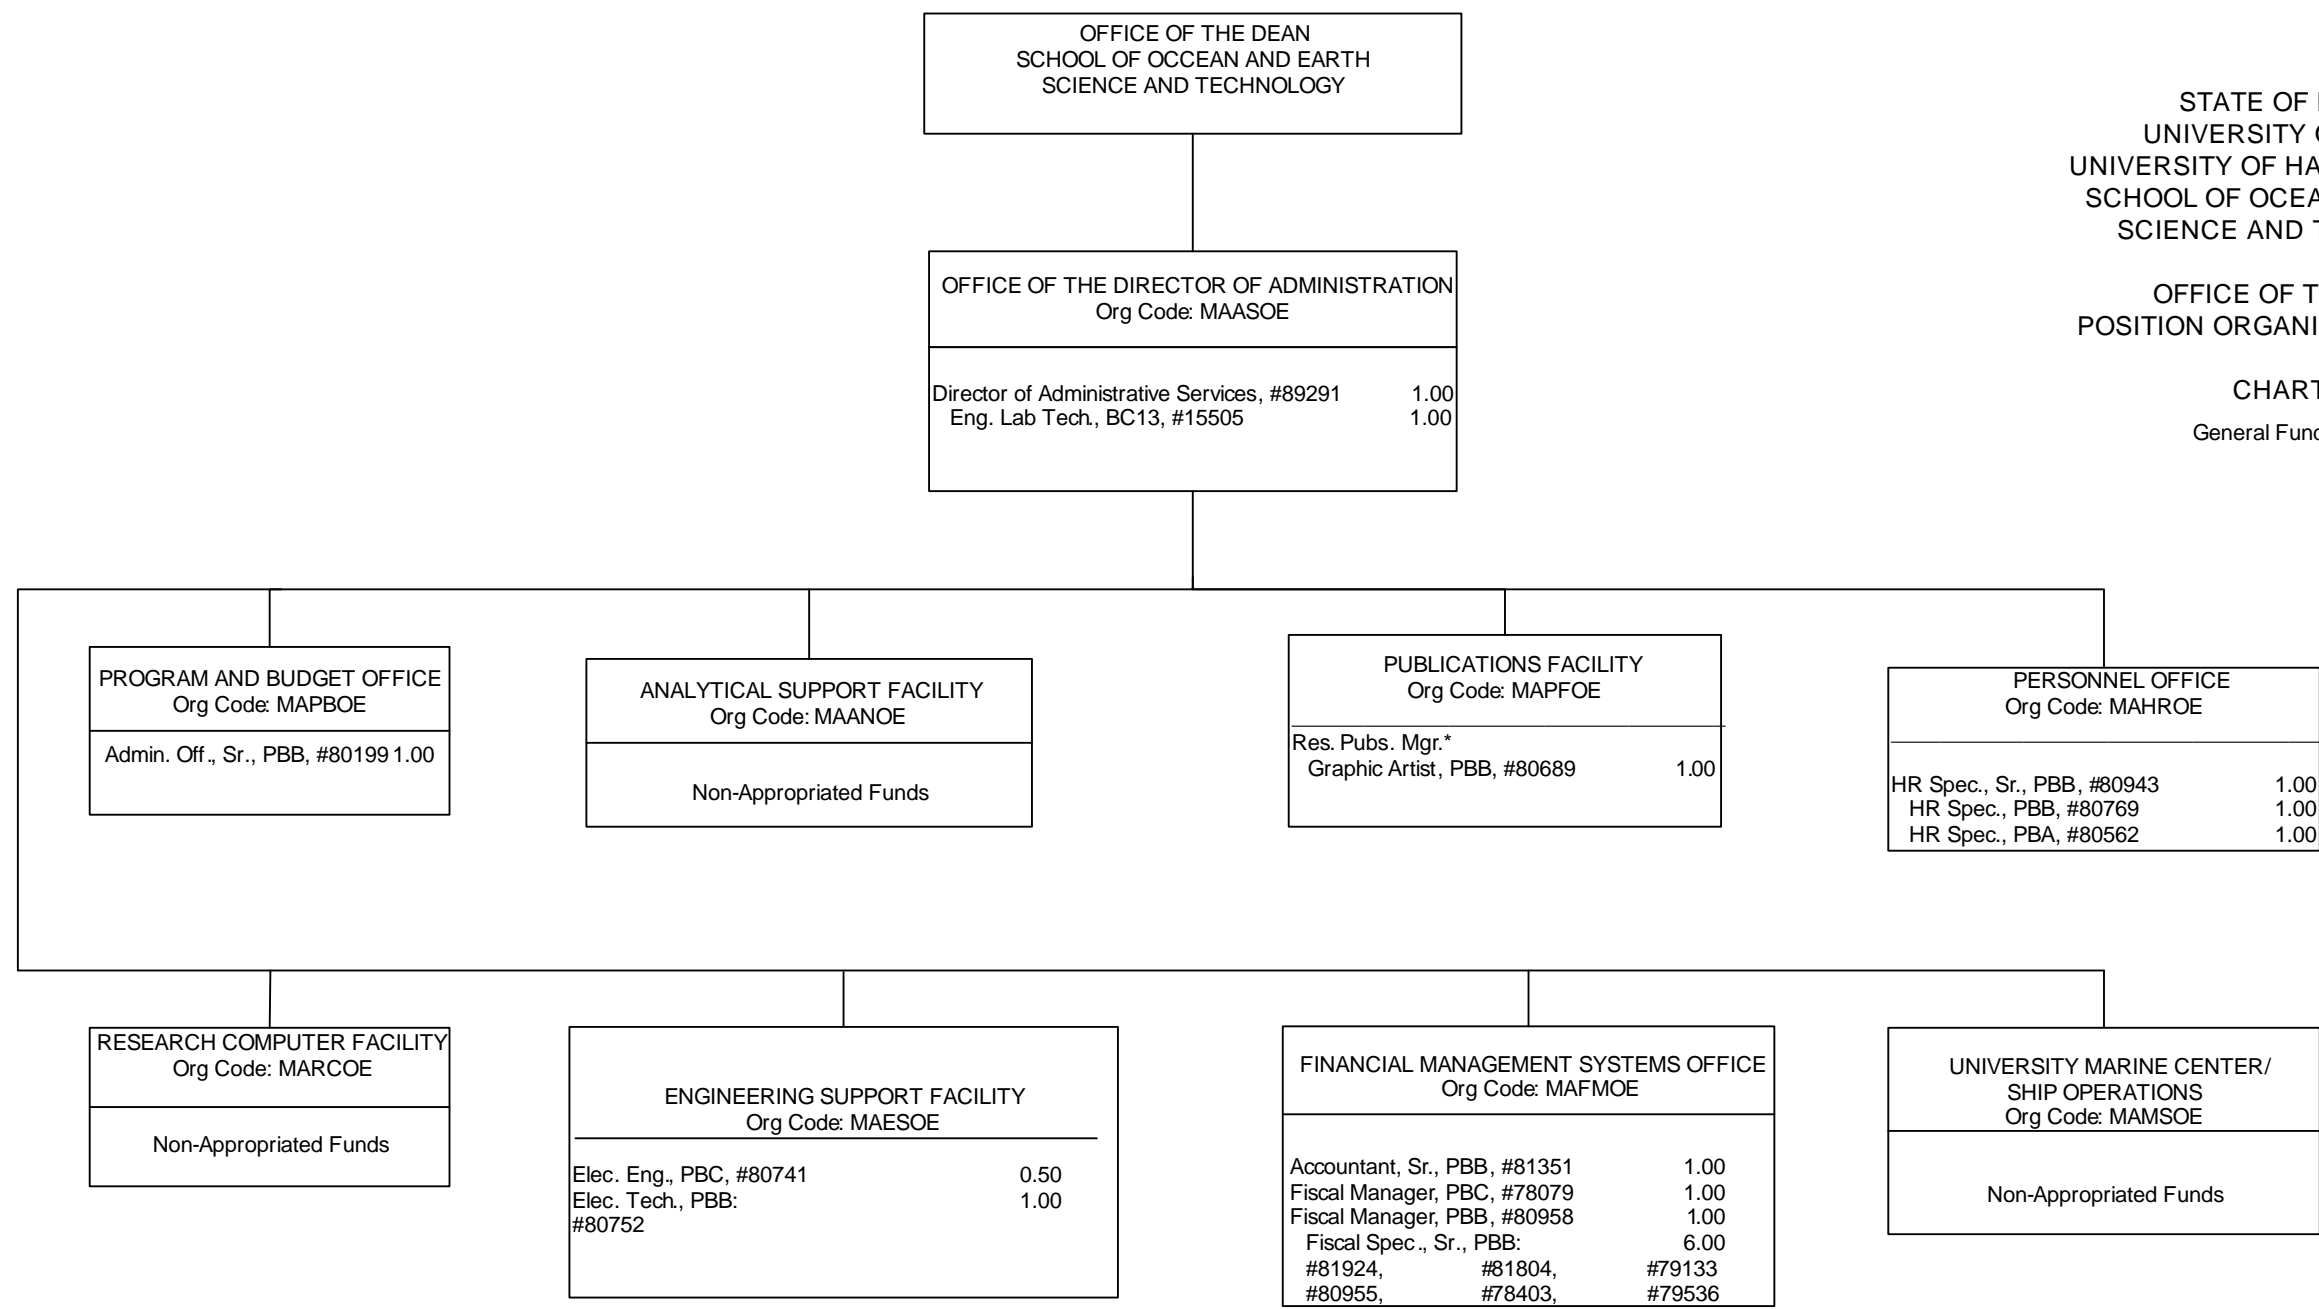 OFFICE OF THE DEAN
SCHOOL OF OCCEAN AND EARTH
SCIENCE AND TECHNOLOGY
STATE OF
UNIVERSITY
UNIVERSITY OF HA
SCHOOL OF OCEA
SCIENCE AND
OFFICE OF T
POSITION ORGANI
CHART
General Fund
OFFICE OF THE DIRECTOR OF ADMINISTRATION
Org Code: MAASOE
Director of Administrative Services, #89291 1.00
Eng. Lab Tech., BC13, #15505 1.00
PROGRAM AND BUDGET OFFICE
Org Code: MAPBOE
Admin. Off., Sr., PBB, #80199 1.00
ANALYTICAL SUPPORT FACILITY
Org Code: MAANOE
Non-Appropriated Funds
PUBLICATIONS FACILITY
Org Code: MAPFOE
Res. Pubs. Mgr.*
Graphic Artist, PBB, #80689 1.00
PERSONNEL OFFICE
Org Code: MAHROE
HR Spec., Sr., PBB, #80943 1.00
HR Spec., PBB, #80769 1.00
HR Spec., PBA, #80562 1.00
RESEARCH COMPUTER FACILITY
Org Code: MARCOE
Non-Appropriated Funds
ENGINEERING SUPPORT FACILITY
Org Code: MAESOE
Elec. Eng., PBC, #80741 0.50
Elec. Tech., PBB: 1.00
#80752
FINANCIAL MANAGEMENT SYSTEMS OFFICE
Org Code: MAFMOE
Accountant, Sr., PBB, #81351 1.00
Fiscal Manager, PBC, #78079 1.00
Fiscal Manager, PBB, #80958 1.00
Fiscal Spec., Sr., PBB: 6.00
#81924, #81804, #79133
#80955, #78403, #79536
UNIVERSITY MARINE CENTER/
SHIP OPERATIONS
Org Code: MAMSOE
Non-Appropriated Funds